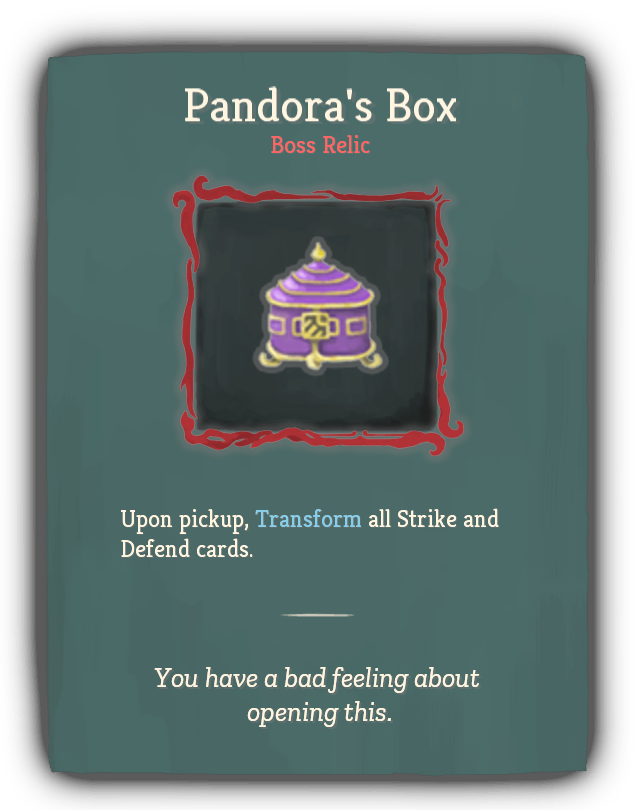 Pandora's Box
Boss Relic
Upon pickup, Transform all Strike and
Defend cards.
You have a bad feeling about
opening this.